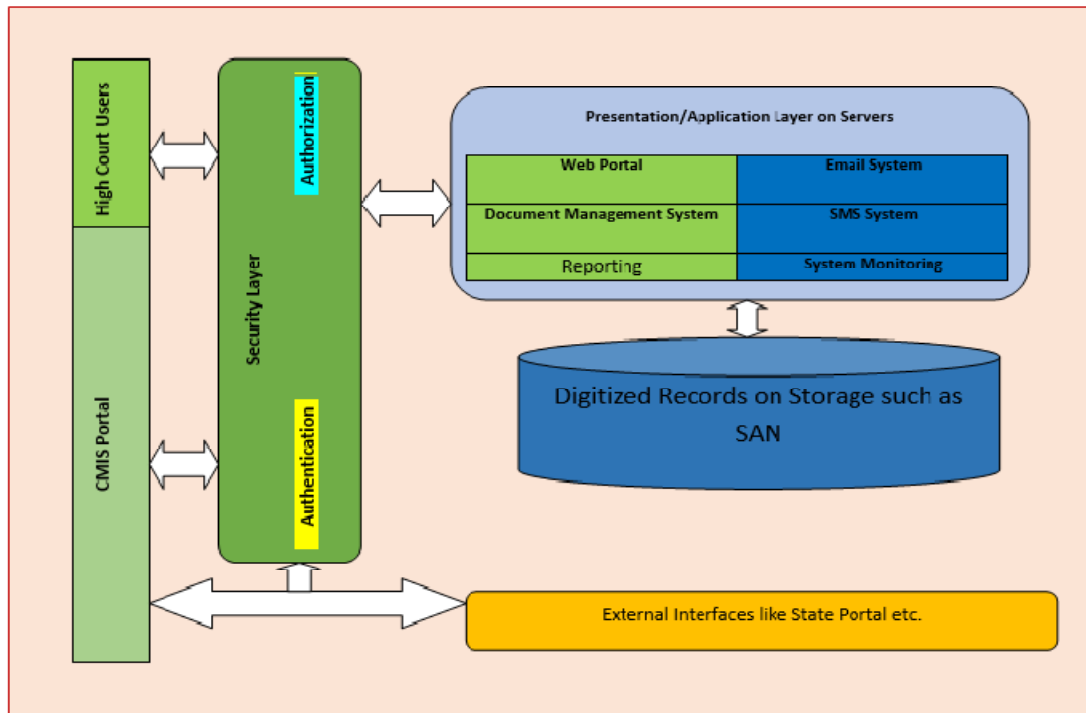 High Court Users
CMIS Portal
Security Layer
Authorization
Authentication
Presentation/Application Layer on Servers
Web Portal
Email System
Document Management System
SMS System
Reporting
System Monitoring
Digitized Records on Storage such as
SAN
External Interfaces like State Portal etc.